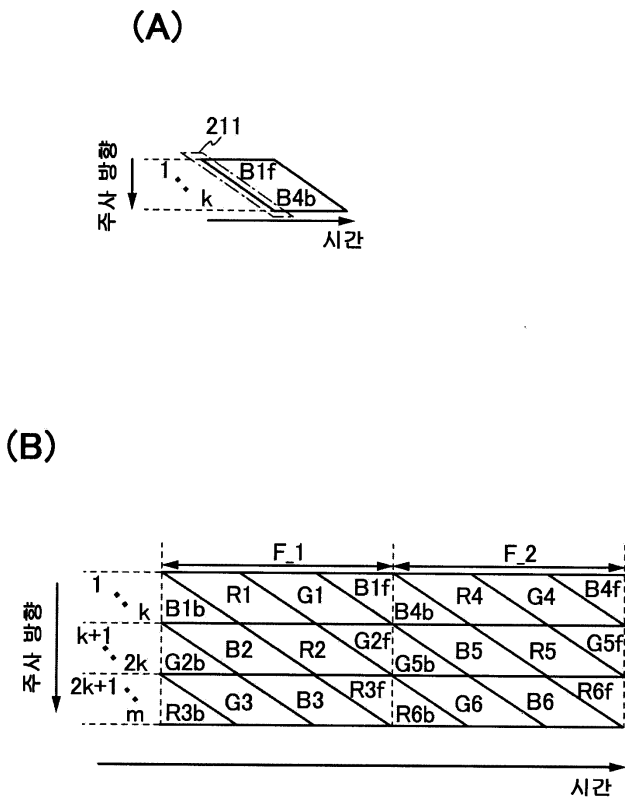 (A)
211
주사 방향
1
k
B1f
B4b
시간
(B)
F_1 F_2
주사 방향
1
k
B1b R1 G1 B1f B4b R4 G4 B4f
k+1
2k
G2b B2 R2 G2f G5b B5 R5 G5f
2k+1
m
R3b G3 B3 R3f R6b G6 B6 R6f
시간